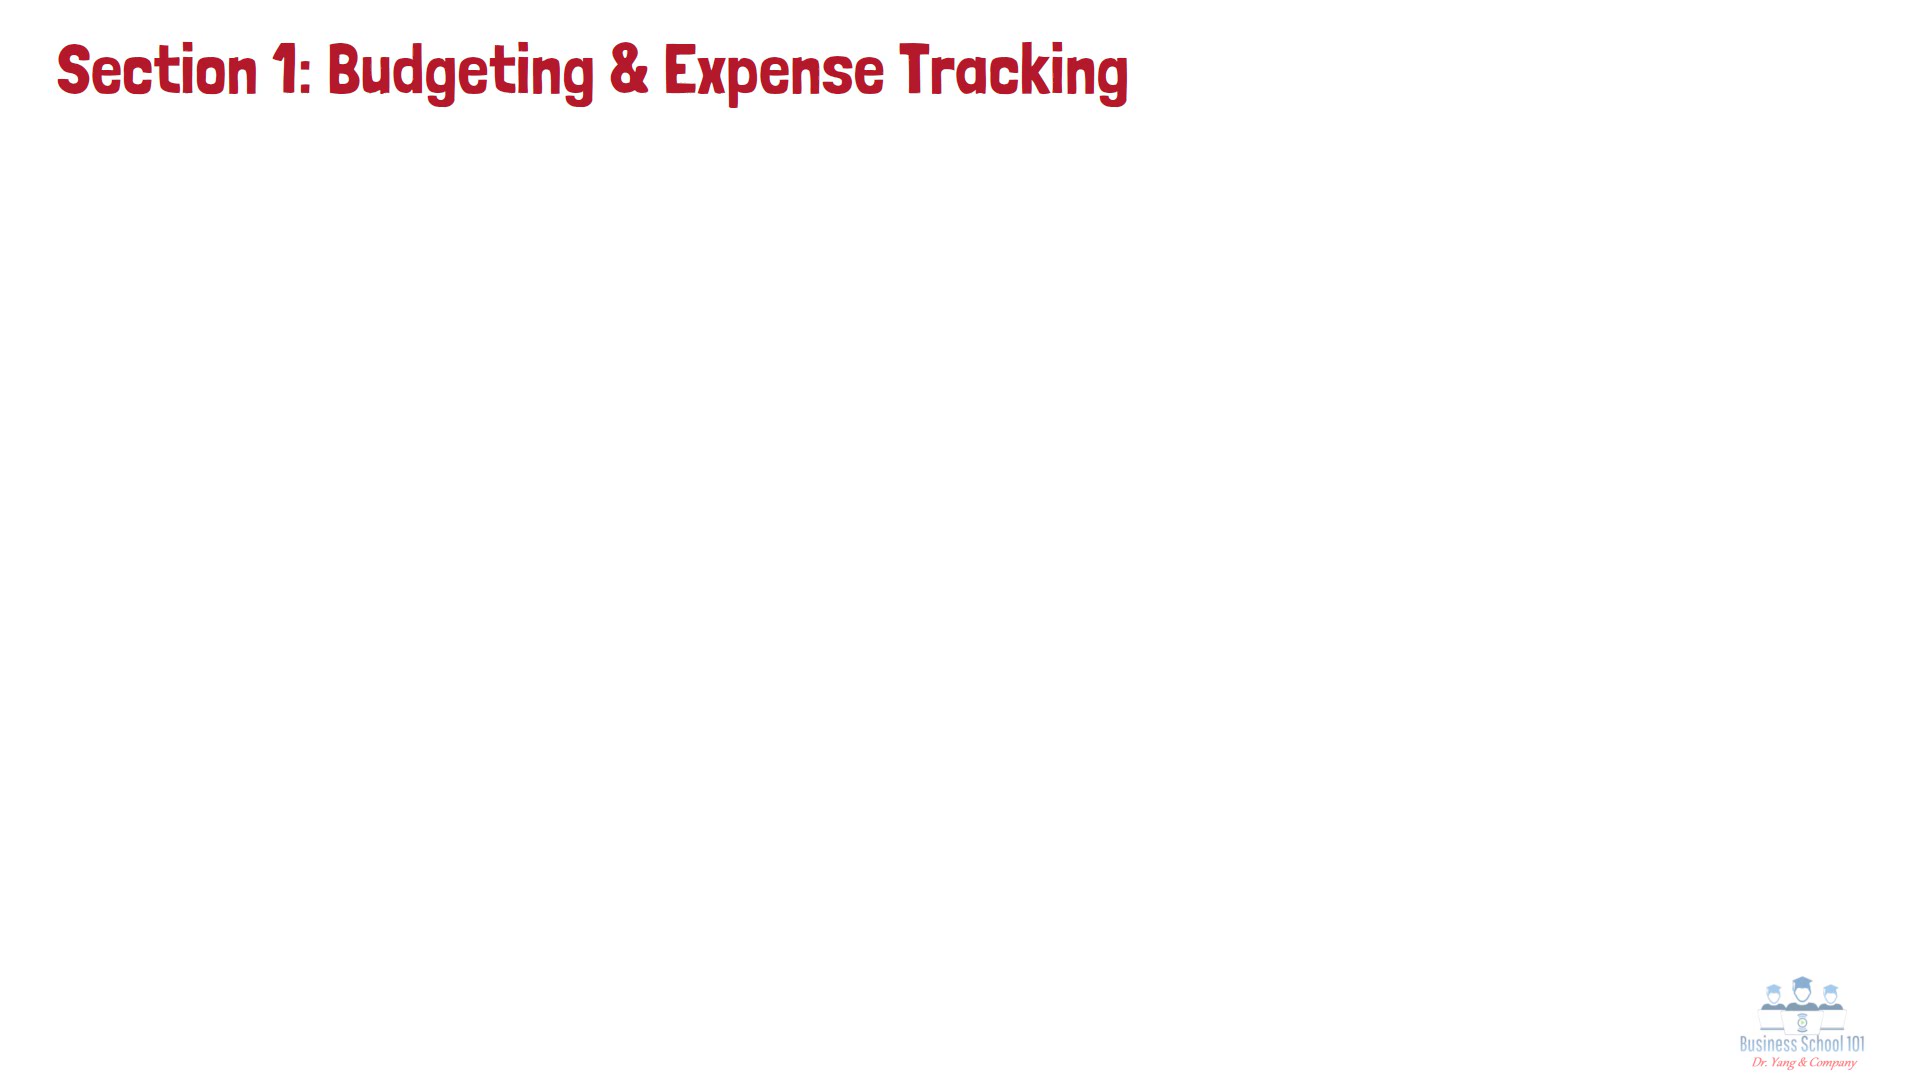 Section 1: Budgeting & Expense Tracking
Business School 101
Dr. Yang & Company